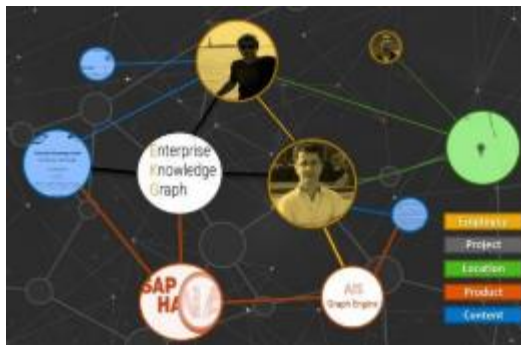 Enterprise
Knowledge
Graph
SAP
HA
AIS
Graph Engine
Employee
Project
Location
Product
Content